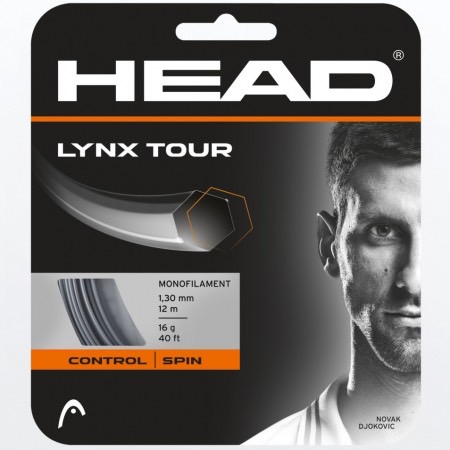 HEAD®
LYNX TOUR
MONOFILAMENT
1,30 mm
12 m
16 g
40 ft
CONTROL | SPIN
NOVAK
DJOKOVIC